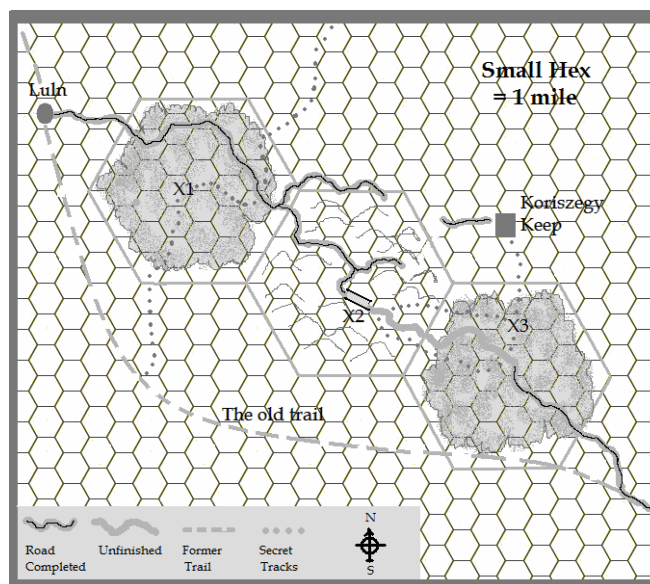 Small Hex
= 1 mile
Luln
X1
Koriszegy
Keep
X2
X3
The old trail
Road
Completed
Unfinished
Former
Trail
Secret
Tracks
N
S